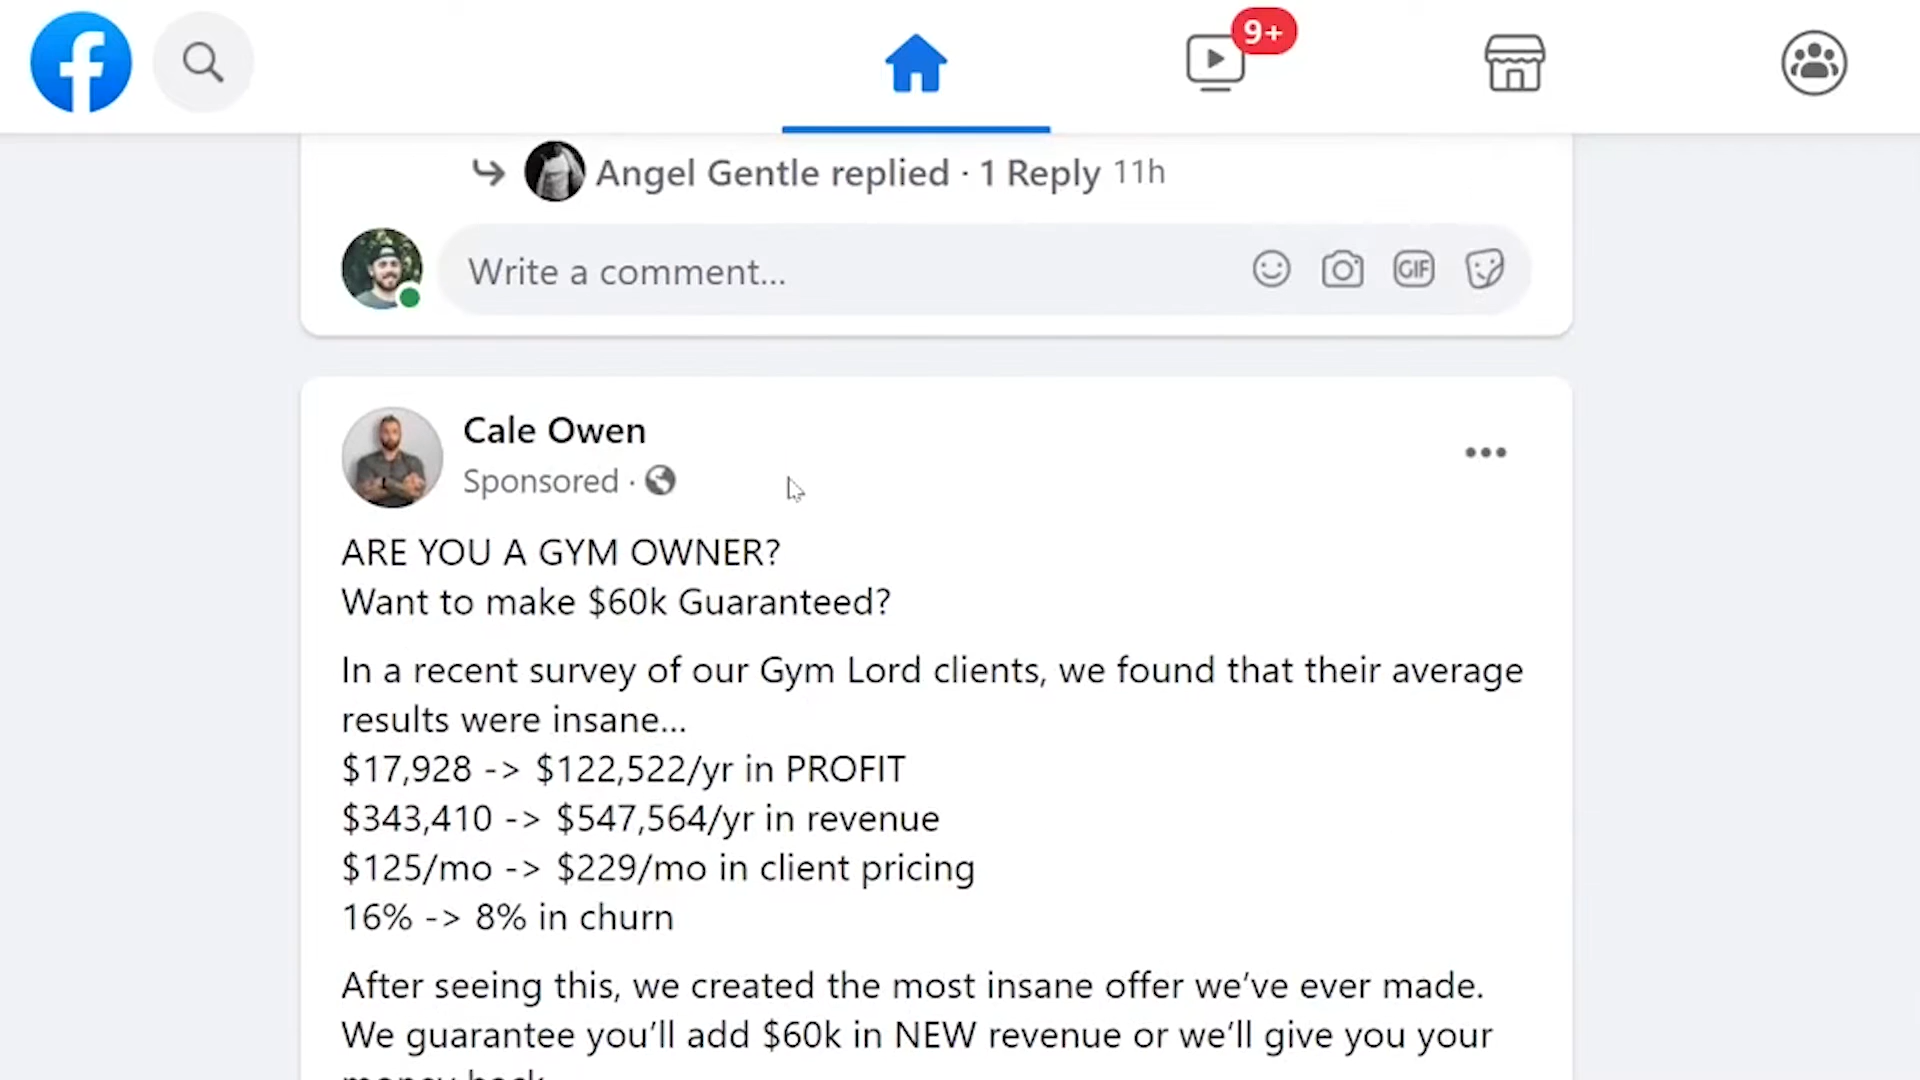 9+
Angel Gentle replied · 1 Reply 11h
Write a comment...
GIF
Cale Owen
Sponsored ·
ARE YOU A GYM OWNER?
Want to make $60k Guaranteed?
In a recent survey of our Gym Lord clients, we found that their average
results were insane...
$17,928 -> $122,522/yr in PROFIT
$343,410 -> $547,564/yr in revenue
$125/mo -> $229/mo in client pricing
16% -> 8% in churn
After seeing this, we created the most insane offer we’ve ever made.
We guarantee you’ll add $60k in NEW revenue or we’ll give you your
money back